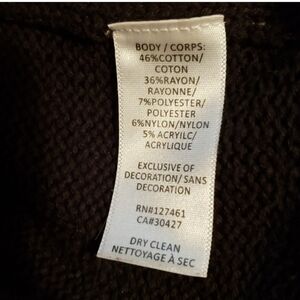 BODY / CORPS:
46%COTTON/
COTON
36%RAYON/
RAYONNE/
7%POLYESTER/
POLYESTER
6%NYLON/NYLON
5% ACRYLIC/
ACRYLIQUE
EXCLUSIVE OF
DECORATION/ SANS
DECORATION
RN#127461
CA#30427
DRY CLEAN
NETTOYAGE À SEC